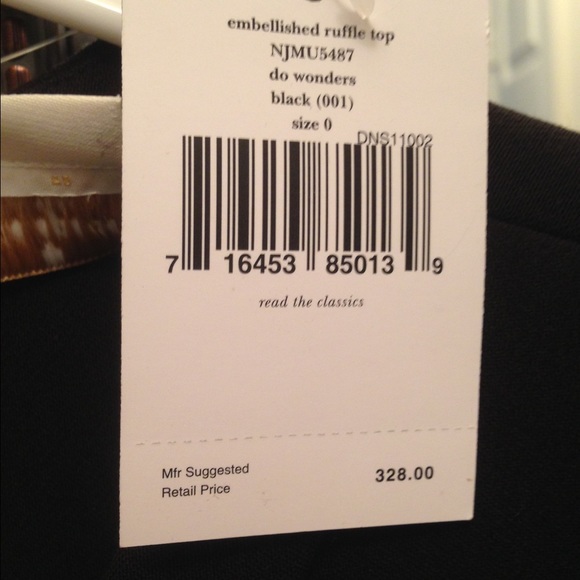 embellished ruffle top
NJMU5487
do wonders
black (001)
size 0
DNS11002
7 16453 85013 9
read the classics
Mfr Suggested
Retail Price
328.00